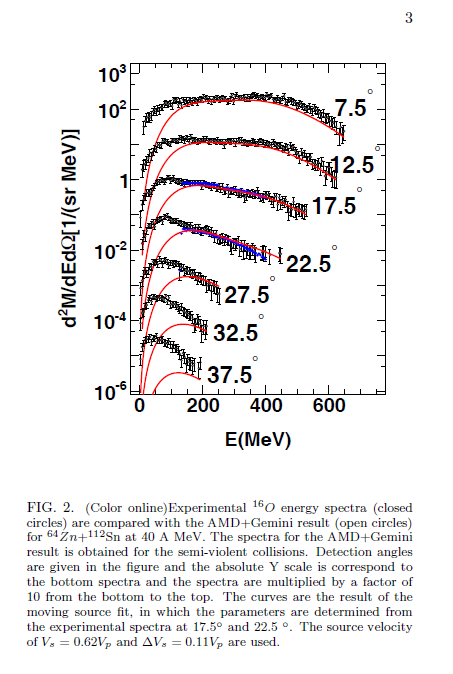 3
10³
10²
1
10⁻²
10⁻⁴
10⁻⁶
d²M/dEdΩ[1/(sr MeV)]
7.5°
12.5°
17.5°
22.5°
27.5°
32.5°
37.5°
0 200 400 600
E(MeV)
FIG. 2. (Color online)Experimental ¹⁶O energy spectra (closed
circles) are compared with the AMD+Gemini result (open circles)
for ⁶⁴Zn+¹¹²Sn at 40 A MeV. The spectra for the AMD+Gemini
result is obtained for the semi-violent collisions. Detection angles
are given in the figure and the absolute Y scale is correspond to
the bottom spectra and the spectra are multiplied by a factor of
10 from the bottom to the top. The curves are the result of the
moving source fit, in which the parameters are determined from
the experimental spectra at 17.5° and 22.5 °. The source velocity
of Vₛ = 0.62Vₚ and ΔVₛ = 0.11Vₚ are used.